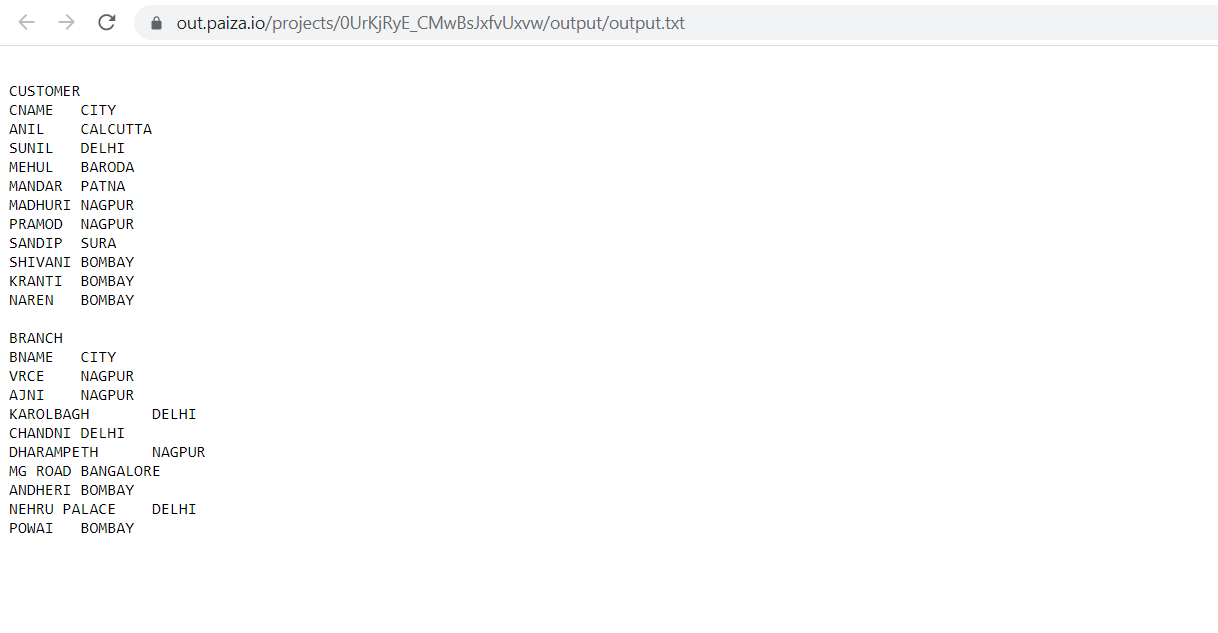 out.paiza.io/projects/0UrKjRyE_CMwBsJxfvUxvw/output/output.txt
CUSTOMER
CNAME CITY
ANIL CALCUTTA
SUNIL DELHI
MEHUL BARODA
MANDAR PATNA
MADHURI NAGPUR
PRAMOD NAGPUR
SANDIP SURA
SHIVANI BOMBAY
KRANTI BOMBAY
NAREN BOMBAY
BRANCH
BNAME CITY
VRCE NAGPUR
AJNI NAGPUR
KAROLBAGH DELHI
CHANDNI DELHI
DHARAMPETH NAGPUR
MG ROAD BANGALORE
ANDHERI BOMBAY
NEHRU PALACE DELHI
POWAI BOMBAY